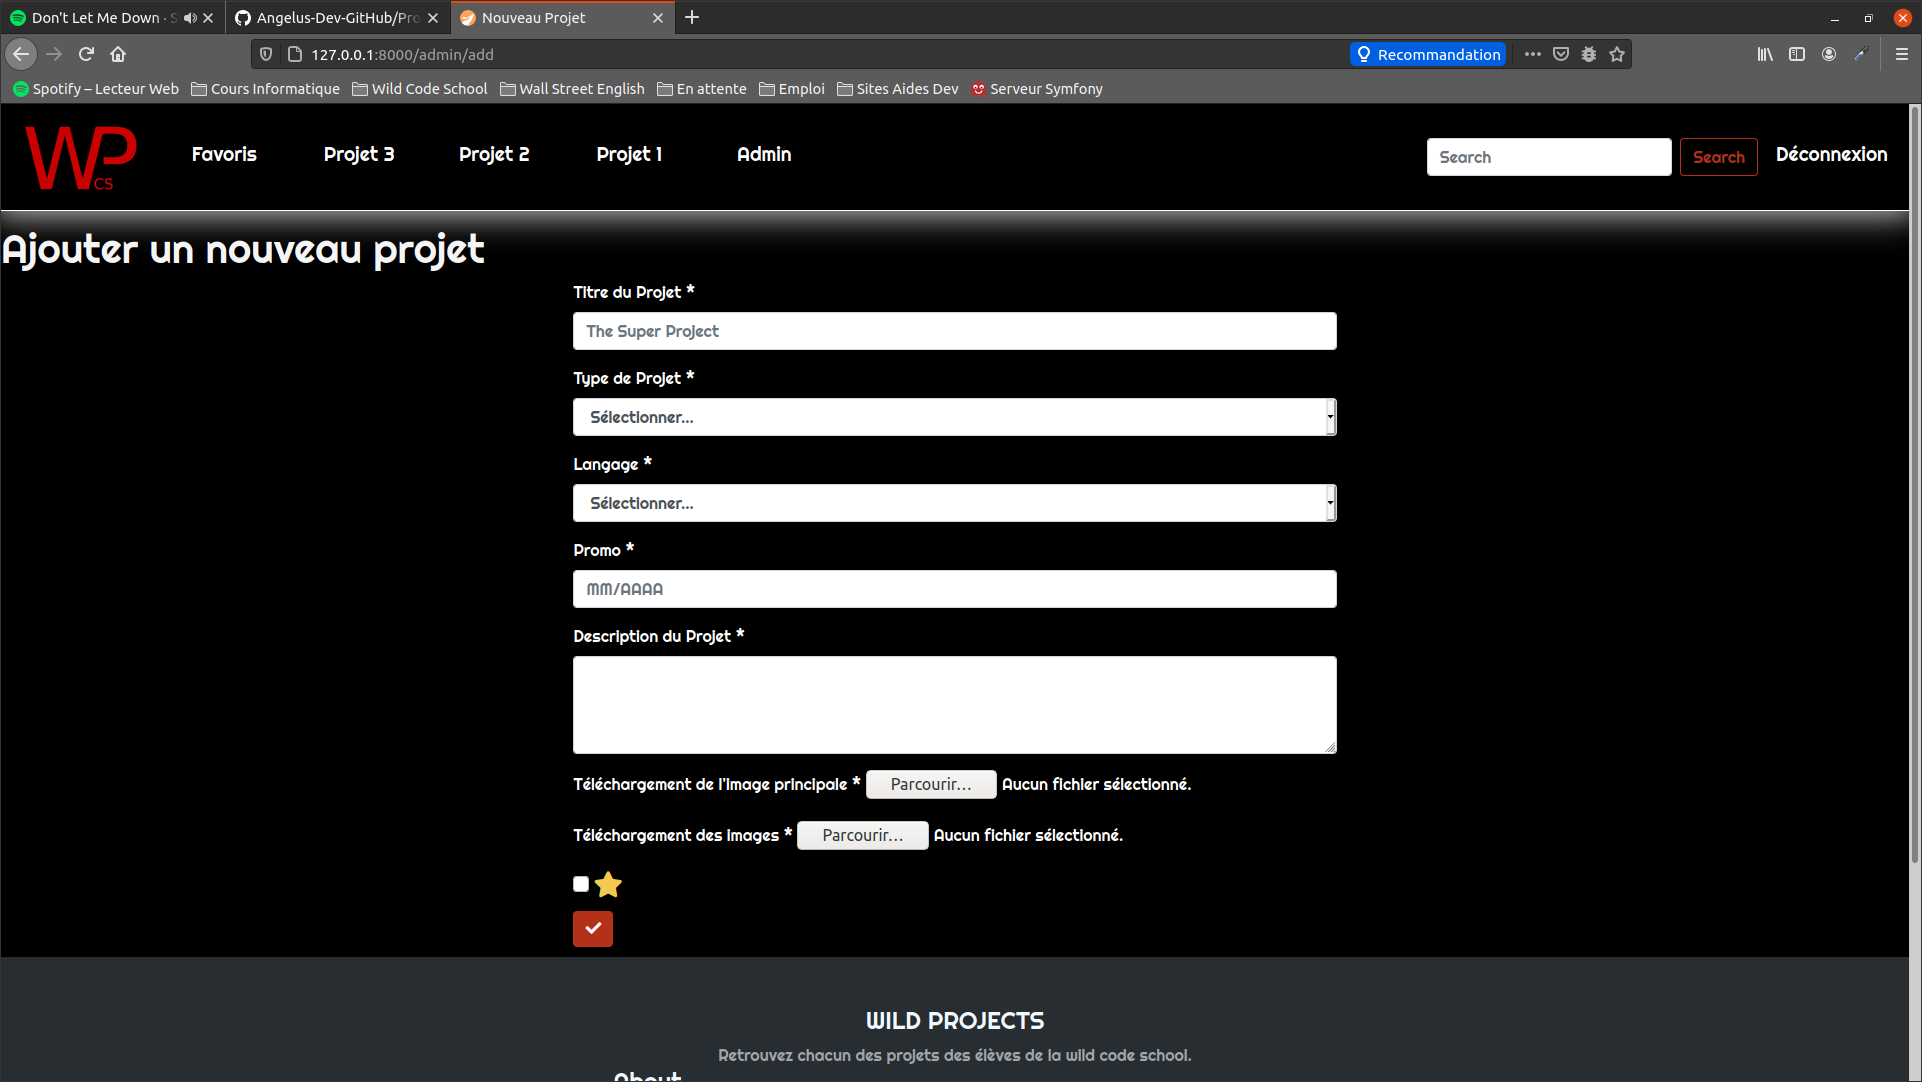 Don't Let Me Down · S
Angelus-Dev-GitHub/Pro
Nouveau Projet
127.0.0.1:8000/admin/add
Recommandation
Spotify – Lecteur Web
Cours Informatique
Wild Code School
Wall Street English
En attente
Emploi
Sites Aides Dev
Serveur Symfony
WP CS
Favoris
Projet 3
Projet 2
Projet 1
Admin
Search
Search
Déconnexion
Ajouter un nouveau projet
Titre du Projet *
The Super Project
Type de Projet *
Sélectionner...
Langage *
Sélectionner...
Promo *
MM/AAAA
Description du Projet *
Téléchargement de l'image principale * Parcourir... Aucun fichier sélectionné.
Téléchargement des images * Parcourir... Aucun fichier sélectionné.
WILD PROJECTS
Retrouvez chacun des projets des élèves de la wild code school.
About